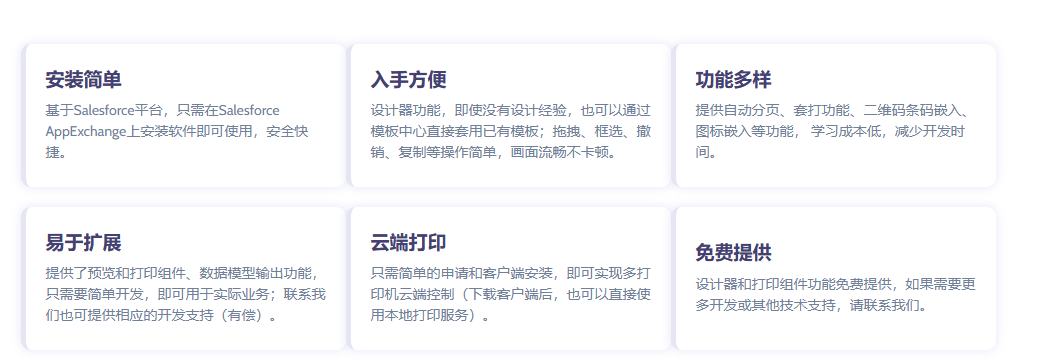 安装简单
基于Salesforce平台，只需在Salesforce
AppExchange上安装软件即可使用，安全快
捷。
入手方便
设计器功能，即使没有设计经验，也可以通过
模板中心直接套用已有模板；拖拽、框选、撤
销、复制等操作简单，画面流畅不卡顿。
功能多样
提供自动分页、套打功能、二维码条码嵌入、
图标嵌入等功能， 学习成本低，减少开发时
间。
易于扩展
提供了预览和打印组件、数据模型输出功能，
只需要简单开发，即可用于实际业务；联系我
们也可提供相应的开发支持（有偿）。
云端打印
只需简单的申请和客户端安装，即可实现多打
印机云端控制（下载客户端后，也可以直接使
用本地打印服务）。
免费提供
设计器和打印组件功能免费提供，如果需要更
多开发或其他技术支持，请联系我们。